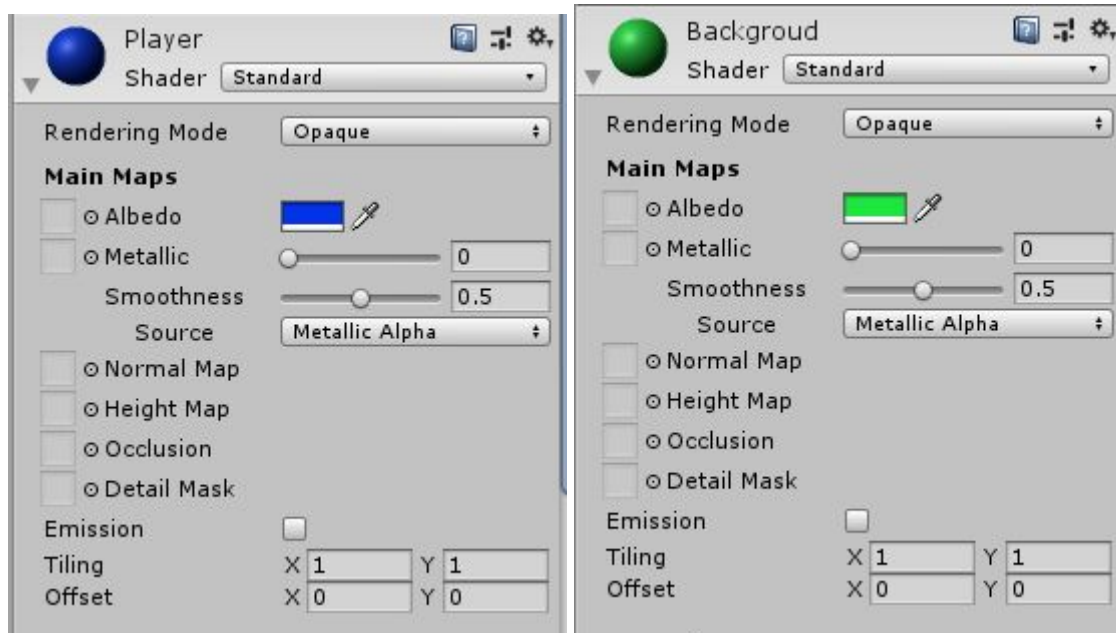 Player
Shader Standard
Rendering Mode Opaque
Main Maps
Albedo
Metallic 0
Smoothness 0.5
Source Metallic Alpha
Normal Map
Height Map
Occlusion
Detail Mask
Emission
Tiling X 1 Y 1
Offset X 0 Y 0
Backgroud
Shader Standard
Rendering Mode Opaque
Main Maps
Albedo
Metallic 0
Smoothness 0.5
Source Metallic Alpha
Normal Map
Height Map
Occlusion
Detail Mask
Emission
Tiling X 1 Y 1
Offset X 0 Y 0